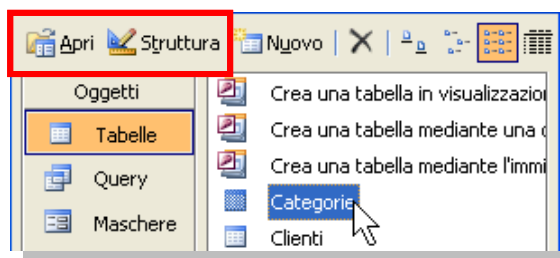 Apri Struttura Nuovo
Oggetti
Tabelle
Query
Maschere
Crea una tabella in visualizzazion
Crea una tabella mediante una
Crea una tabella mediante l'immi
Categorie
Clienti